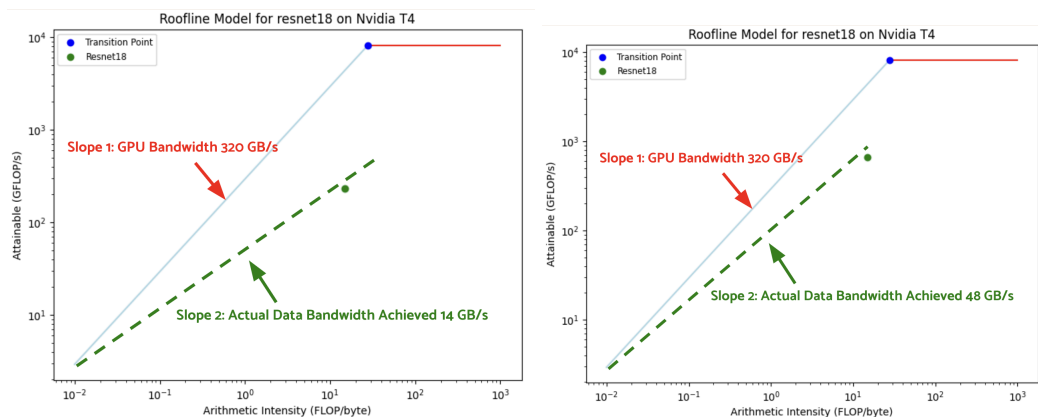 Roofline Model for resnet18 on Nvidia T4
Transition Point
Resnet18
10⁴
10³
10²
10¹
Attainable (GFLOP/s)
Slope 1: GPU Bandwidth 320 GB/s
Slope 2: Actual Data Bandwidth Achieved 14 GB/s
10⁻²
10⁻¹
10⁰
10¹
10²
10³
Arithmetic Intensity (FLOP/byte)
Roofline Model for resnet18 on Nvidia T4
Transition Point
Resnet18
10⁴
10³
10²
10¹
Attainable (GFLOP/s)
Slope 1: GPU Bandwidth 320 GB/s
Slope 2: Actual Data Bandwidth Achieved 48 GB/s
10⁻²
10⁻¹
10⁰
10¹
10²
10³
Arithmetic Intensity (FLOP/byte)